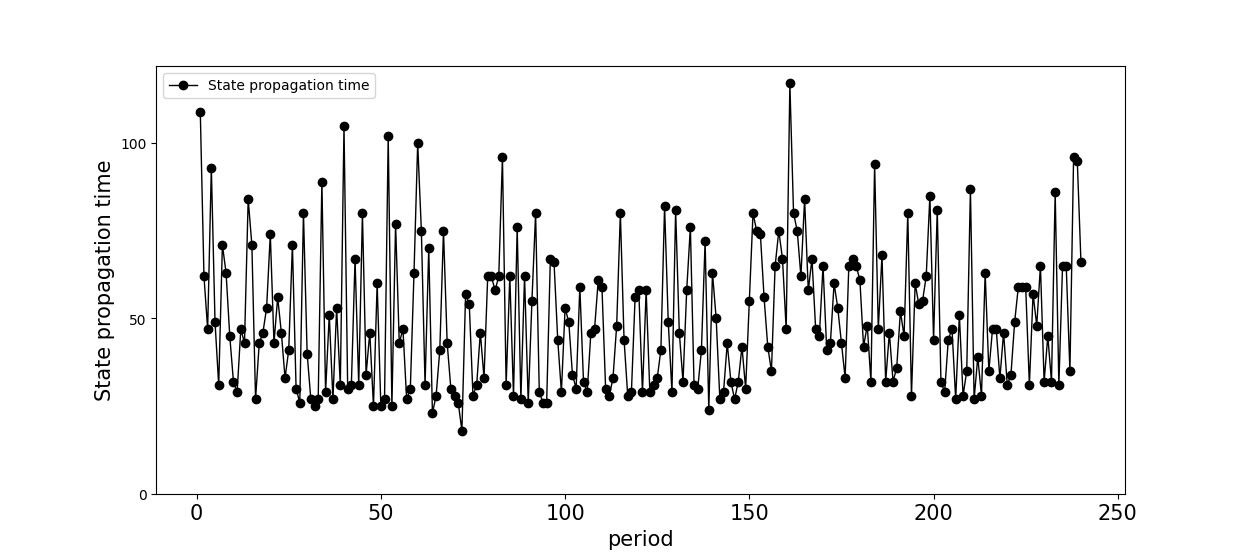 State propagation time
State propagation time
100
50
0
0 50 100 150 200 250
period